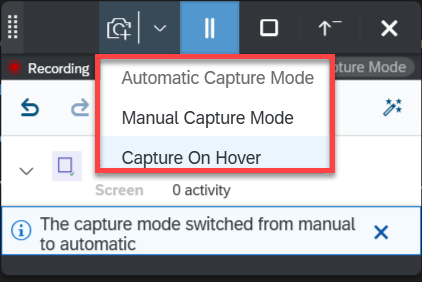 Recording
pture Mode
Automatic Capture Mode
Manual Capture Mode
Capture On Hover
Screen 0 activity
The capture mode switched from manual
to automatic